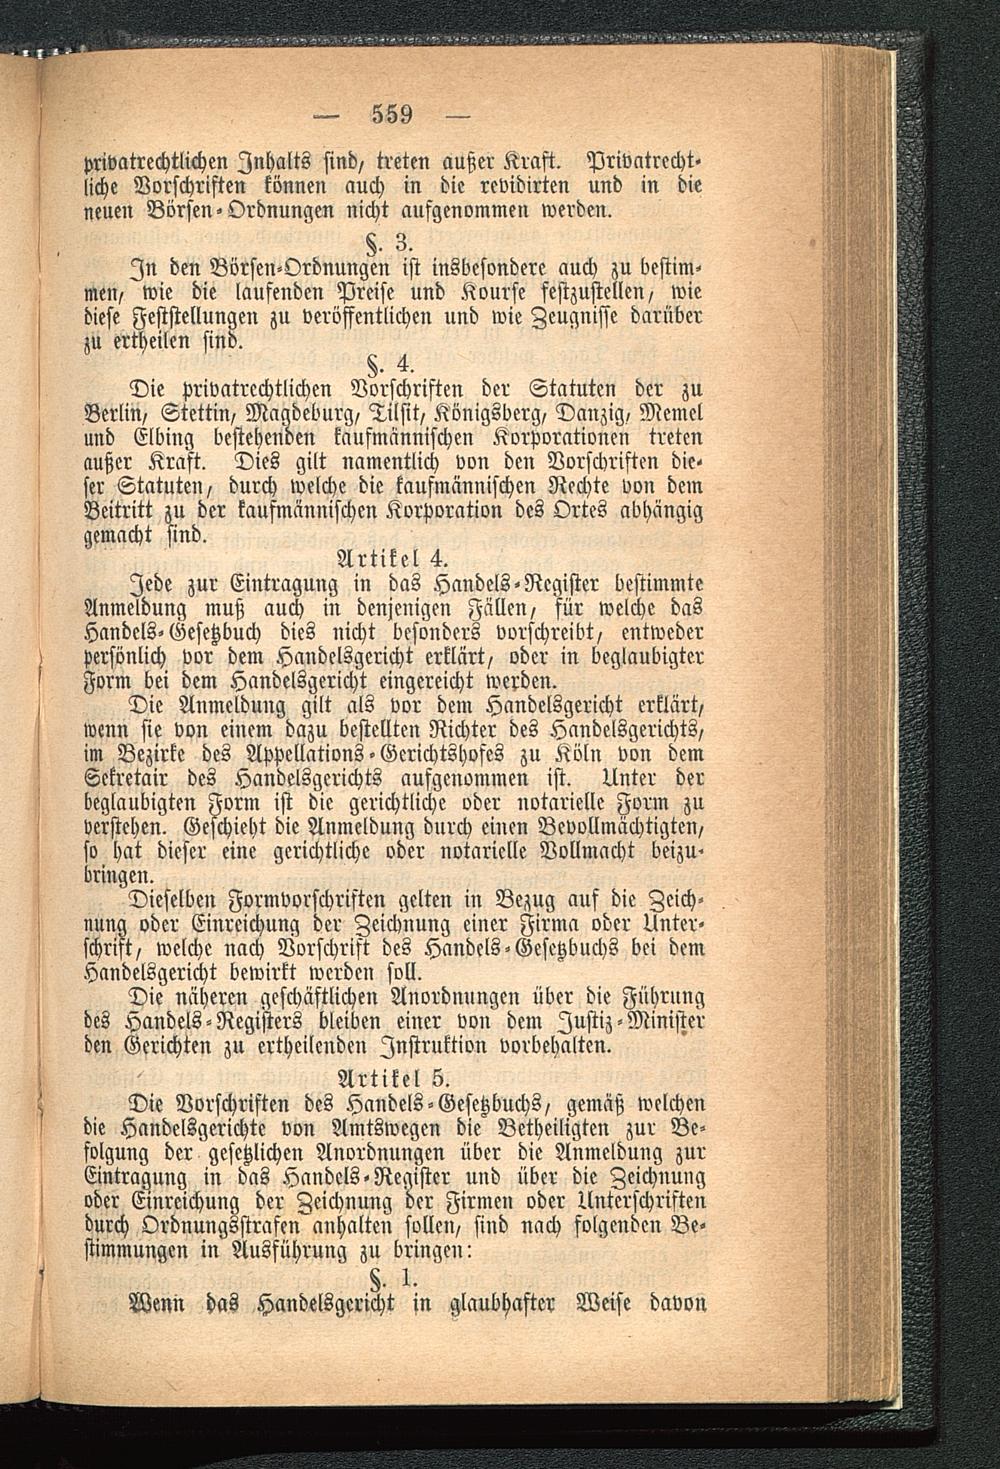 — 559 —
privatrechtlichen Inhalts sind, treten außer Kraft. Privatrecht-
liche Vorschriften können auch in die revidirten und in die
neuen Börsen-Ordnungen nicht aufgenommen werden.
§. 3.
In den Börsen-Ordnungen ist insbesondere auch zu bestim-
men, wie die laufenden Preise und Kourse festzustellen, wie
diese Feststellungen zu veröffentlichen und wie Zeugnisse darüber
zu ertheilen sind.
§. 4.
Die privatrechtlichen Vorschriften der Statuten der zu
Berlin, Stettin, Magdeburg, Tilsit, Königsberg, Danzig, Memel
und Elbing bestehenden kaufmännischen Korporationen treten
außer Kraft. Dies gilt namentlich von den Vorschriften die-
ser Statuten, durch welche die kaufmännischen Rechte von dem
Beitritt zu der kaufmännischen Korporation des Ortes abhängig
gemacht sind.
Artikel 4.
Jede zur Eintragung in das Handels-Register bestimmte
Anmeldung muß auch in denjenigen Fällen, für welche das
Handels-Gesetzbuch dies nicht besonders vorschreibt, entweder
persönlich vor dem Handelsgericht erklärt, oder in beglaubigter
Form bei dem Handelsgericht eingereicht werden.
Die Anmeldung gilt als vor dem Handelsgericht erklärt,
wenn sie von einem dazu bestellten Richter des Handelsgerichts,
im Bezirke des Appellations-Gerichtshofes zu Köln von dem
Sekretair des Handelsgerichts aufgenommen ist. Unter der
beglaubigten Form ist die gerichtliche oder notarielle Form zu
verstehen. Geschieht die Anmeldung durch einen Bevollmächtigten,
so hat dieser eine gerichtliche oder notarielle Vollmacht beizu-
bringen.
Dieselben Formvorschriften gelten in Bezug auf die Zeich-
nung oder Einreichung der Zeichnung einer Firma oder Unter-
schrift, welche nach Vorschrift des Handels-Gesetzbuchs bei dem
Handelsgericht bewirkt werden soll.
Die näheren geschäftlichen Anordnungen über die Führung
des Handels-Registers bleiben einer von dem Justiz-Minister
den Gerichten zu ertheilenden Instruktion vorbehalten.
Artikel 5.
Die Vorschriften des Handels-Gesetzbuchs, gemäß welchen
die Handelsgerichte von Amtswegen die Betheiligten zur Be-
folgung der gesetzlichen Anordnungen über die Anmeldung zur
Eintragung in das Handels-Register und über die Zeichnung
oder Einreichung der Zeichnung der Firmen oder Unterschriften
durch Ordnungsstrafen anhalten sollen, sind nach folgenden Be-
stimmungen in Ausführung zu bringen:
§. 1.
Wenn das Handelsgericht in glaubhafter Weise davon